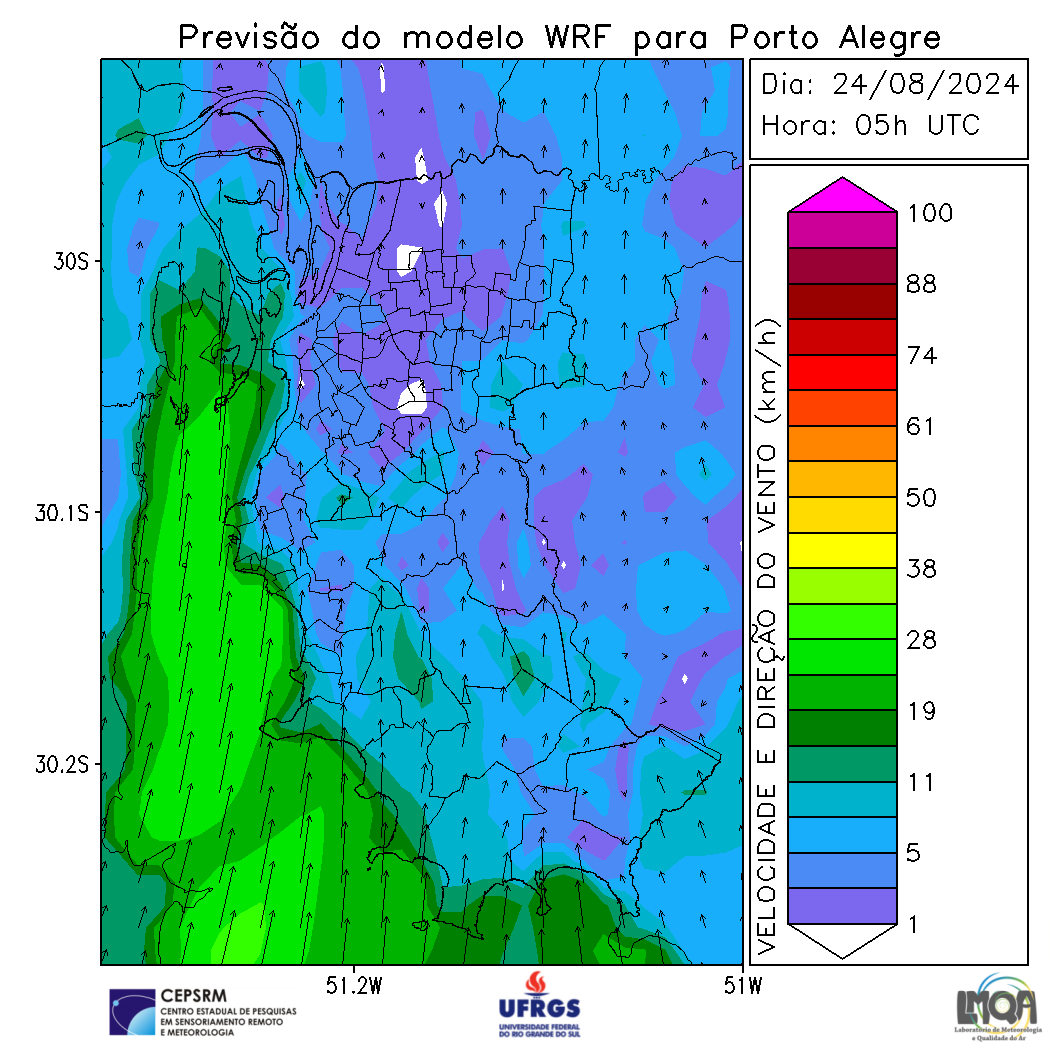 Previsão do modelo WRF para Porto Alegre
Dia: 24/08/2024
Hora: 05h UTC
30S
30.1S
30.2S
51.2W
51W
VELOCIDADE E DIREÇÃO DO VENTO (km/h)
100
88
74
61
50
38
28
19
11
5
1
CEPSRM
CENTRO ESTADUAL DE PESQUISAS
EM SENSORIAMENTO REMOTO
E METEOROLOGIA
UFRGS
UNIVERSIDADE FEDERAL
DO RIO GRANDE DO SUL
LMQA
Laboratório de Meteorologia
e Qualidade do Ar